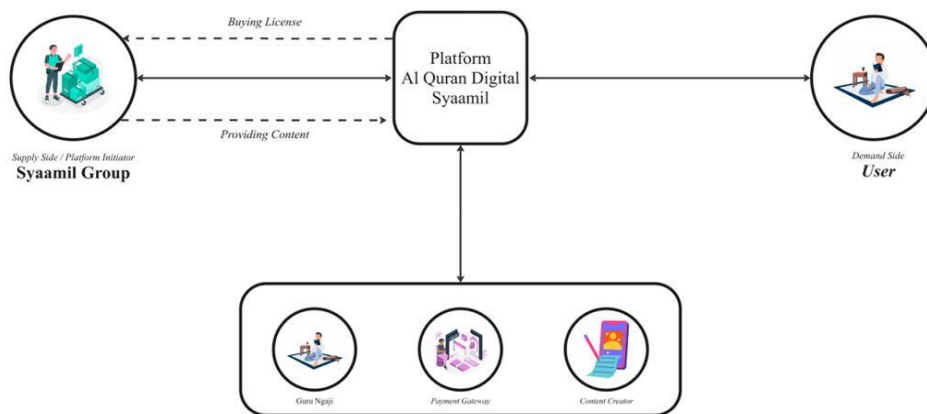 Buying License
Platform
Al Quran Digital
Syaamil
Providing Content
Supply Side / Platform Initiator
Syaamil Group
Demand Side
User
Guru Ngaji
Payment Gateway
Content Creator